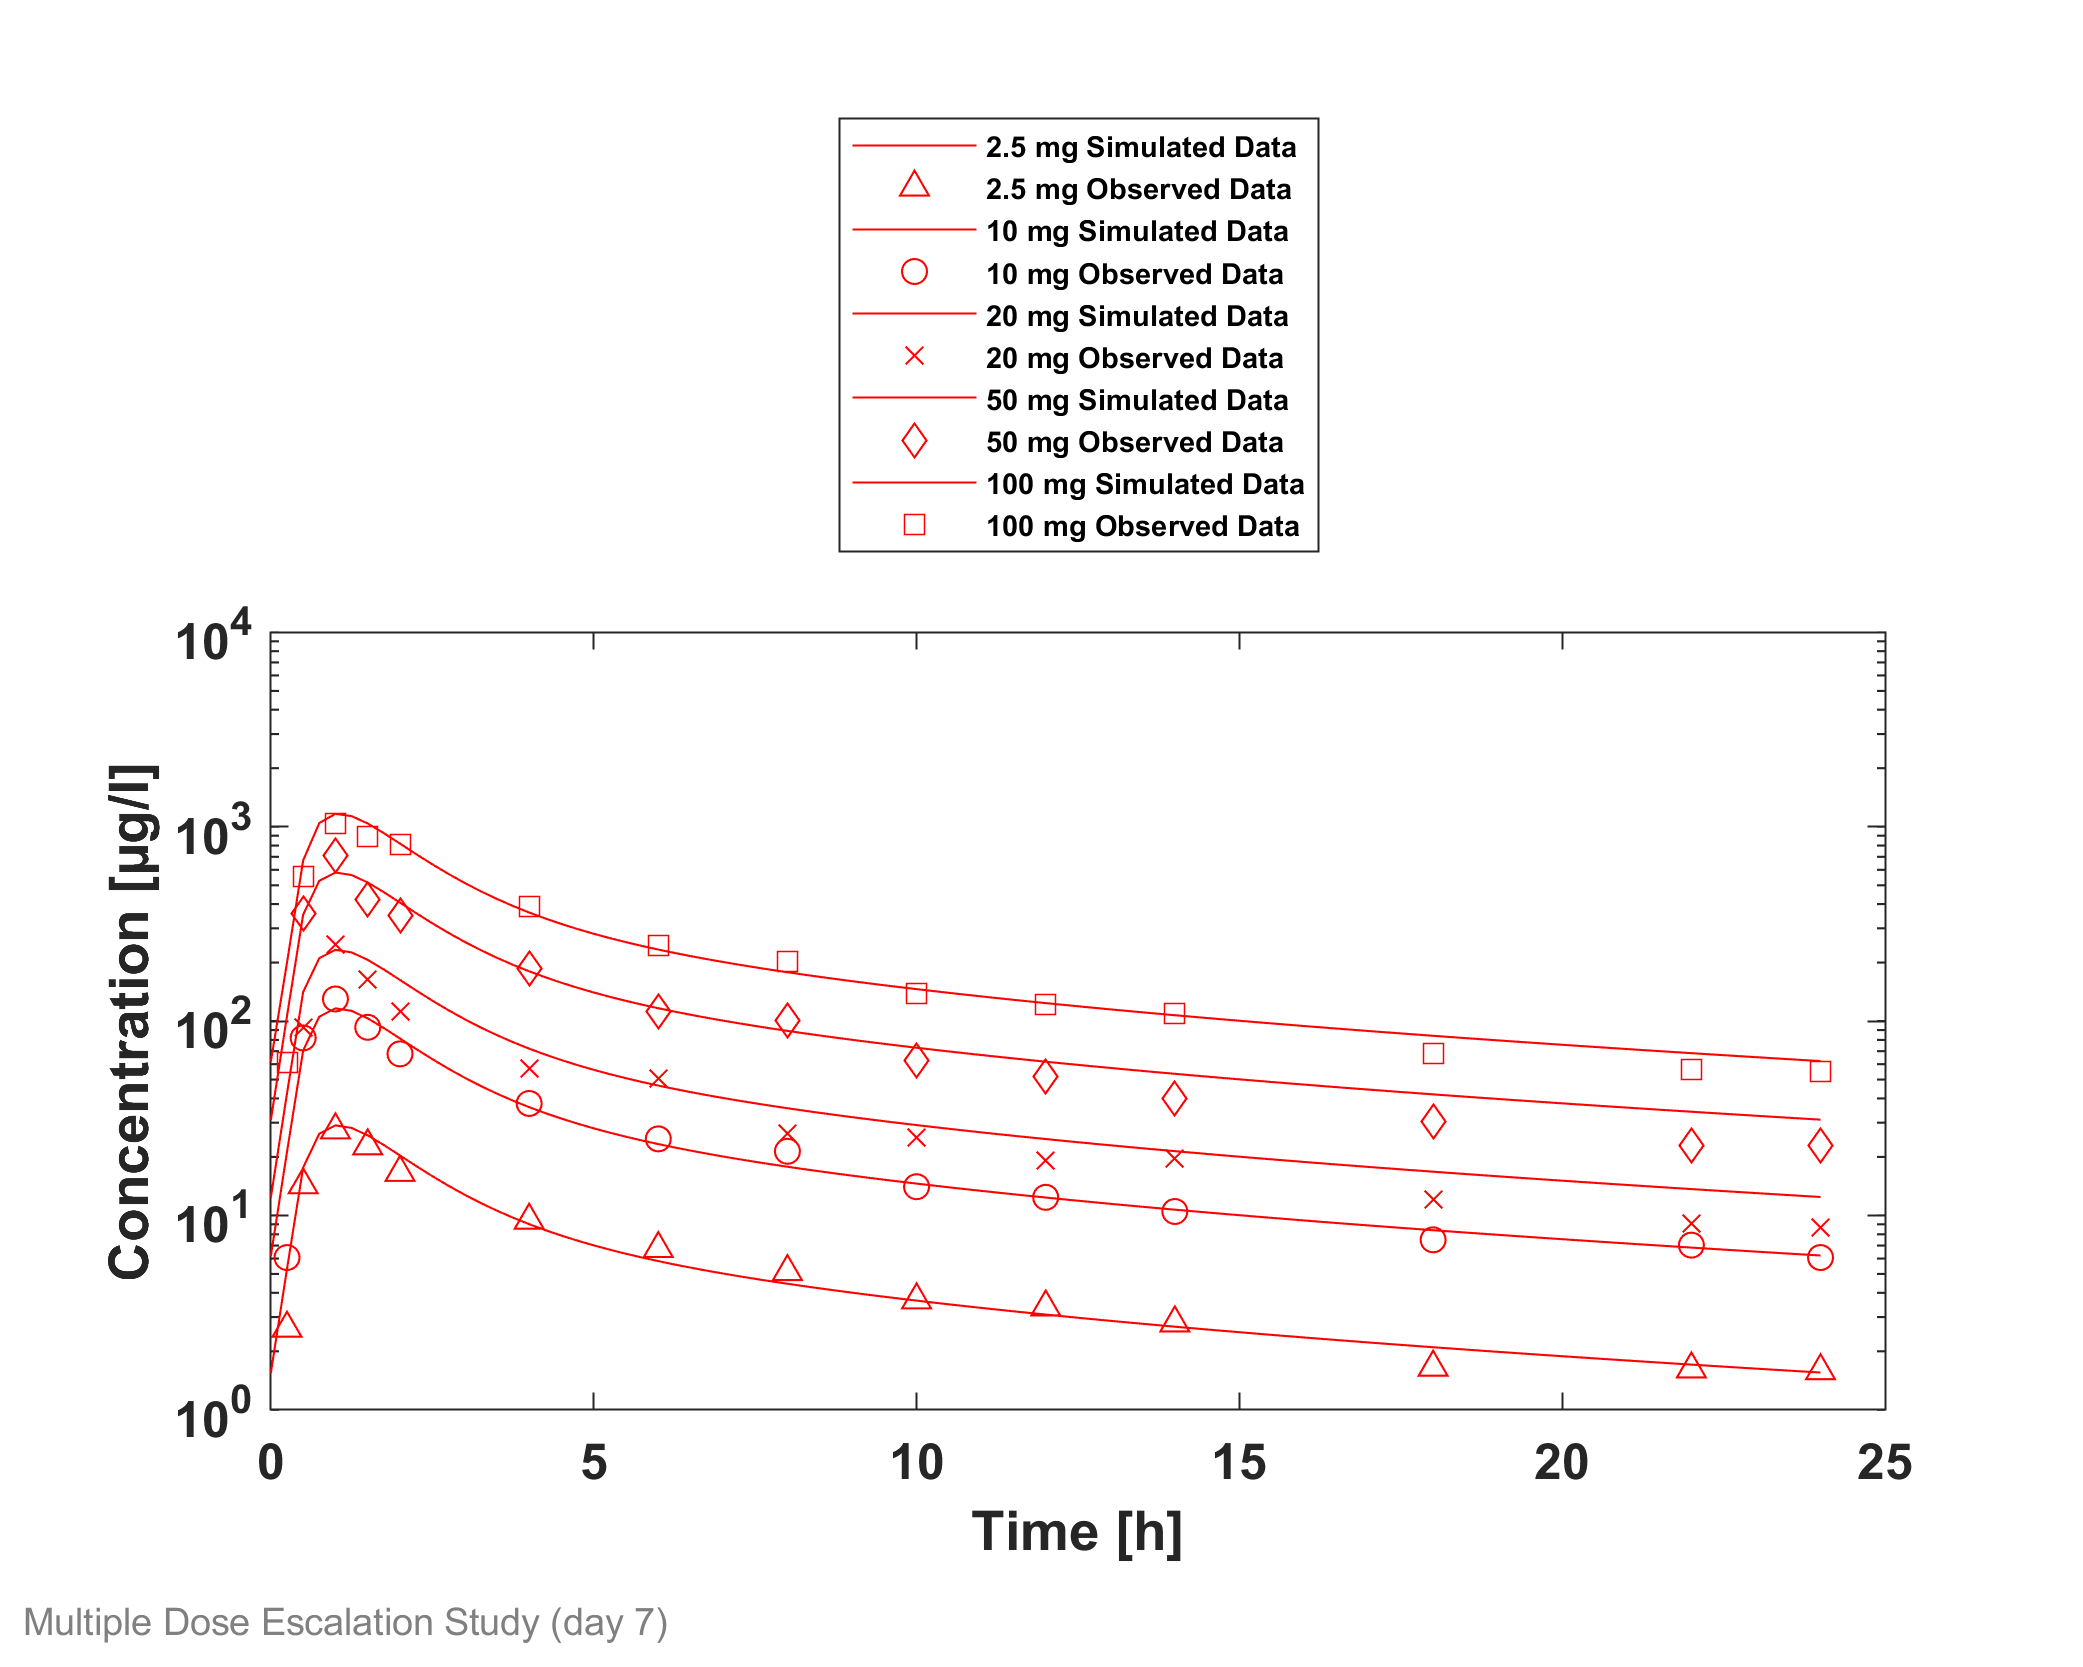 2.5 mg Simulated Data
2.5 mg Observed Data
10 mg Simulated Data
10 mg Observed Data
20 mg Simulated Data
20 mg Observed Data
50 mg Simulated Data
50 mg Observed Data
100 mg Simulated Data
100 mg Observed Data
10^4
10^3
10^2
10^1
10^0
Concentration [µg/l]
0 5 10 15 20 25
Time [h]
Multiple Dose Escalation Study (day 7)